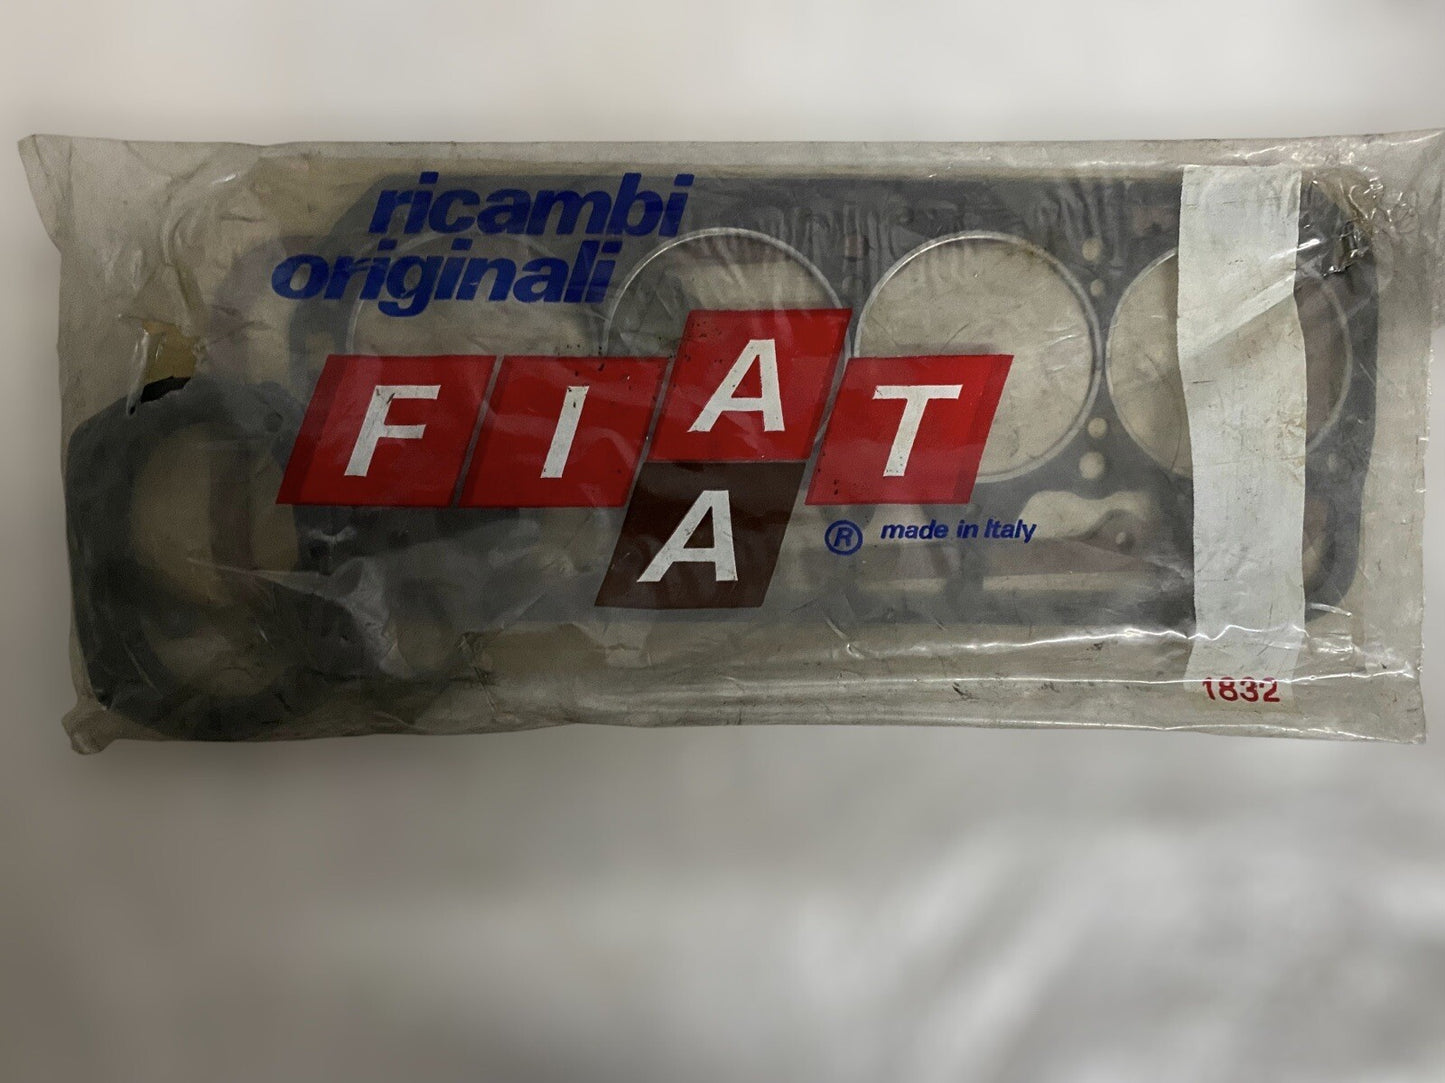 ricambi
originali
FIAT
A
® made in Italy
1832